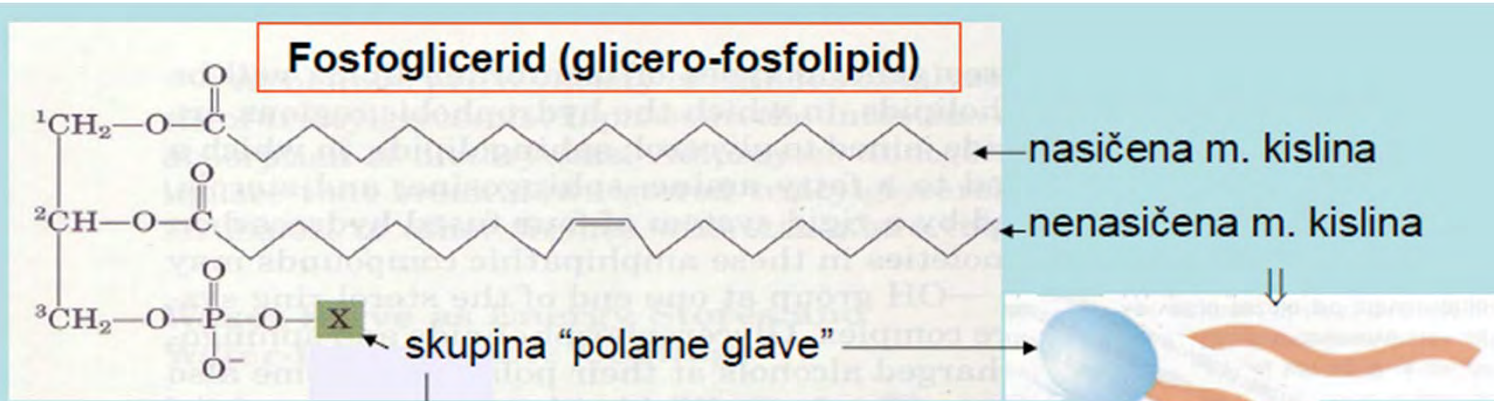 Fosfoglicerid (glicero-fosfolipid)
O
¹CH₂—O—C
nasičena m. kislina
O
²CH—O—C
nenasičena m. kislina
O
³CH₂—O—P—O—X
skupina “polarne glave”
O⁻